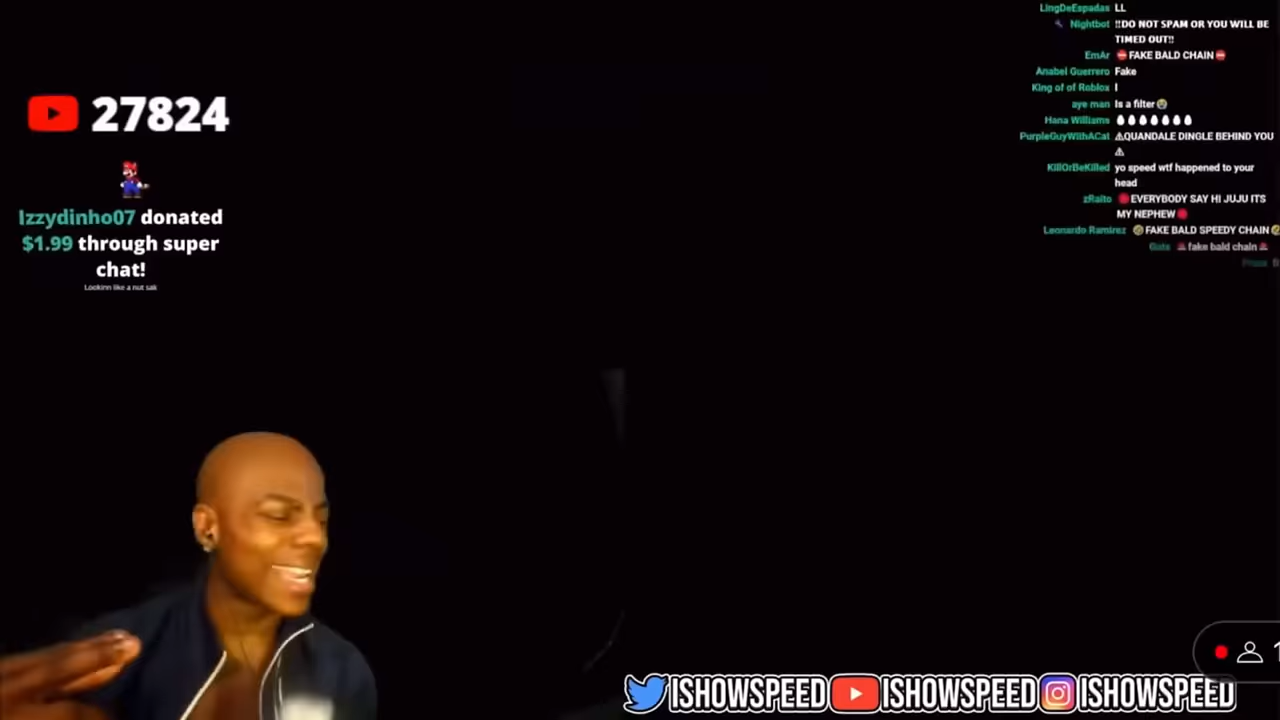 27824
Izzydinho07 donated
$1.99 through super
chat!
Lookinn like a nut sak
LingDeEspadas LL
Nightbot !!DO NOT SPAM OR YOU WILL BE
TIMED OUT!!
EmAr FAKE BALD CHAIN
Anabel Guerrero Fake
King of of Roblox I
aye man Is a filter
Hana Williams
PurpleGuyWithACat QUANDALE DINGLE BEHIND YOU
KillOrBeKilled yo speed wtf happened to your
head
zRaito EVERYBODY SAY HI JUJU ITS
MY NEPHEW
Leonardo Ramirez FAKE BALD SPEEDY CHAIN
fake bald chain
ISHOWSPEED ISHOWSPEED ISHOWSPEED